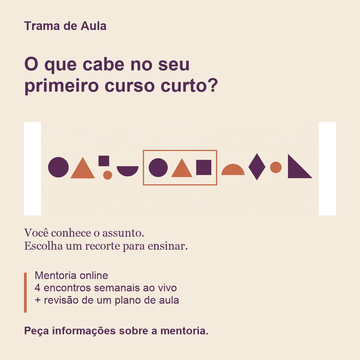 Trama de Aula
O que cabe no seu
primeiro curso curto?
Você conhece o assunto.
Escolha um recorte para ensinar.
Mentoria online
4 encontros semanais ao vivo
+ revisão de um plano de aula
Peça informações sobre a mentoria.